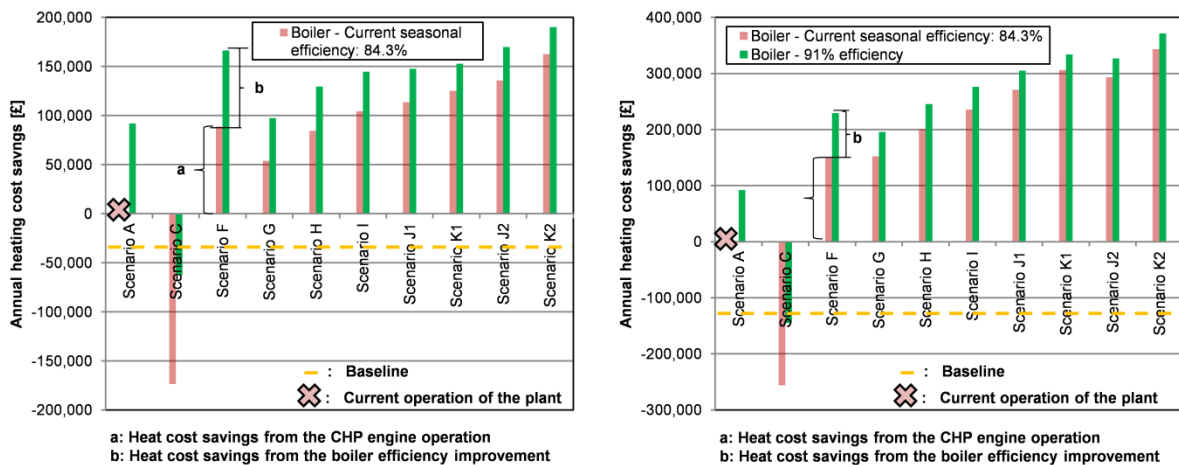 Annual heating cost savngs [£]
200,000
150,000
100,000
50,000
0
-50,000
-100,000
-150,000
-200,000
Boiler - Current seasonal
efficiency: 84.3%
b
a
Scenario A
Scenario C
Scenario F
Scenario G
Scenario H
Scenario I
Scenario J1
Scenario K1
Scenario J2
Scenario K2
: Baseline
: Current operation of the plant
a: Heat cost savings from the CHP engine operation
b: Heat cost savings from the boiler efficiency improvement
Annual heating cost savings [£]
400,000
300,000
200,000
100,000
0
-100,000
-200,000
-300,000
Boiler - Current seasonal efficiency: 84.3%
Boiler - 91% efficiency
b
a
Scenario A
Scenario C
Scenario F
Scenario G
Scenario H
Scenario I
Scenario J1
Scenario K1
Scenario J2
Scenario K2
: Baseline
: Current operation of the plant
a: Heat cost savings from the CHP engine operation
b: Heat cost savings from the boiler efficiency improvement